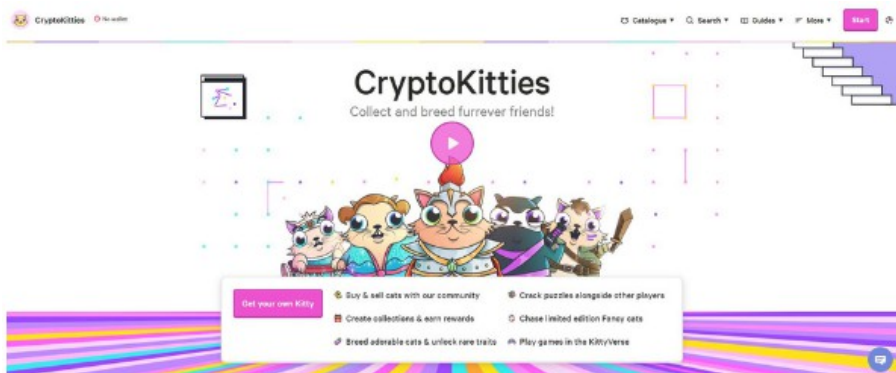 CryptoKitties
No wallet
Catalogue
Search
Guides
More
Start
CryptoKitties
Collect and breed furrever friends!
Get your own Kitty
Buy & sell cats with our community
Create collections & earn rewards
Breed adorable cats & unlock rare traits
Crack puzzles alongside other players
Chase limited edition Fancy cats
Play games in the KittyVerse